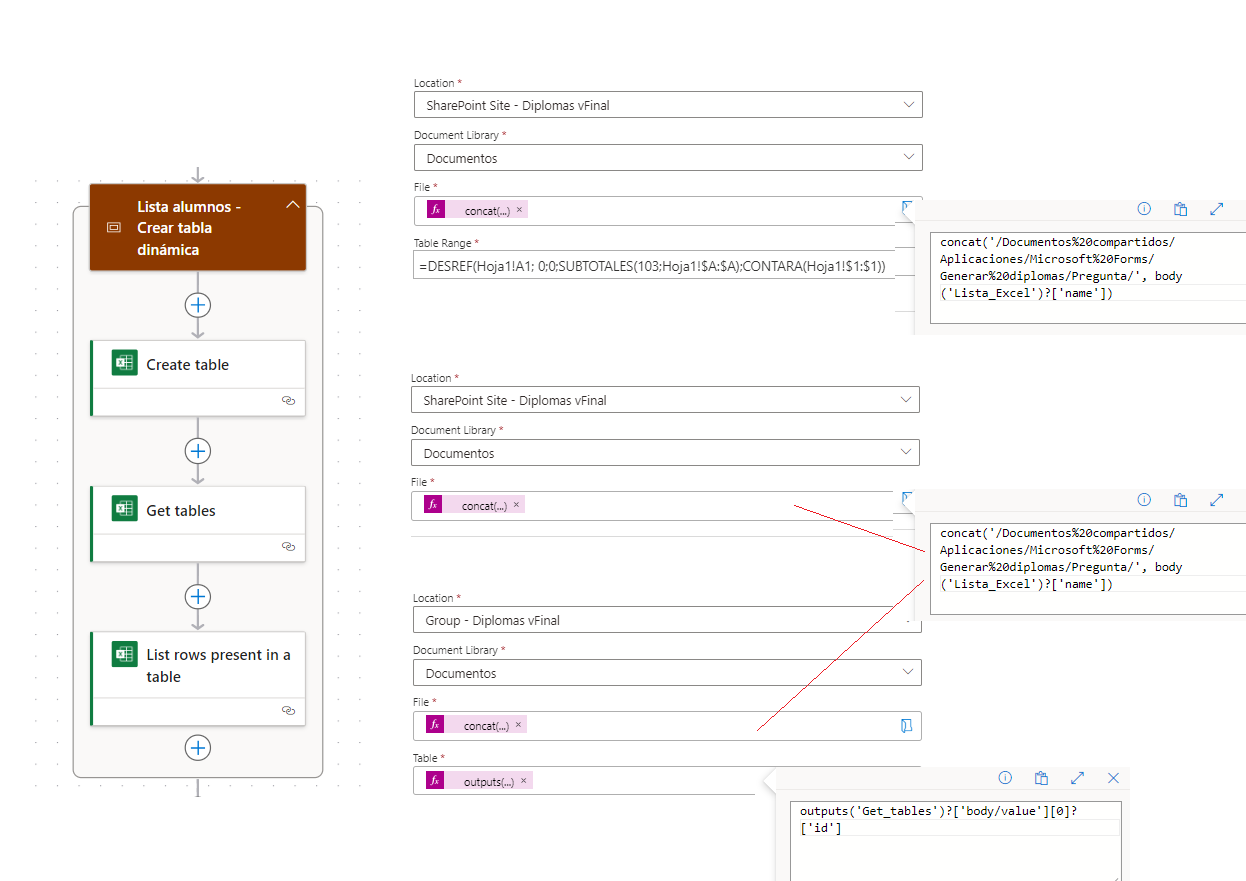 Lista alumnos -
Crear tabla
dinámica
Create table
Get tables
List rows present in a
table
Location *
SharePoint Site - Diplomas vFinal
Document Library *
Documentos
File *
fx concat(...) ×
Table Range *
=DESREF(Hoja1!A1; 0;0;SUBTOTALES(103;Hoja1!$A:$A);CONTARA(Hoja1!$1:$1))
concat('/Documentos%20compartidos/
Aplicaciones/Microsoft%20Forms/
Generar%20diplomas/Pregunta/', body
('Lista_Excel')?['name'])
Location *
SharePoint Site - Diplomas vFinal
Document Library *
Documentos
File *
fx concat(...) ×
concat('/Documentos%20compartidos/
Aplicaciones/Microsoft%20Forms/
Generar%20diplomas/Pregunta/', body
('Lista_Excel')?['name'])
Location *
Group - Diplomas vFinal
Document Library *
Documentos
File *
fx concat(...) ×
Table *
fx outputs(...) ×
outputs('Get_tables')?['body/value'][0]?
['id']